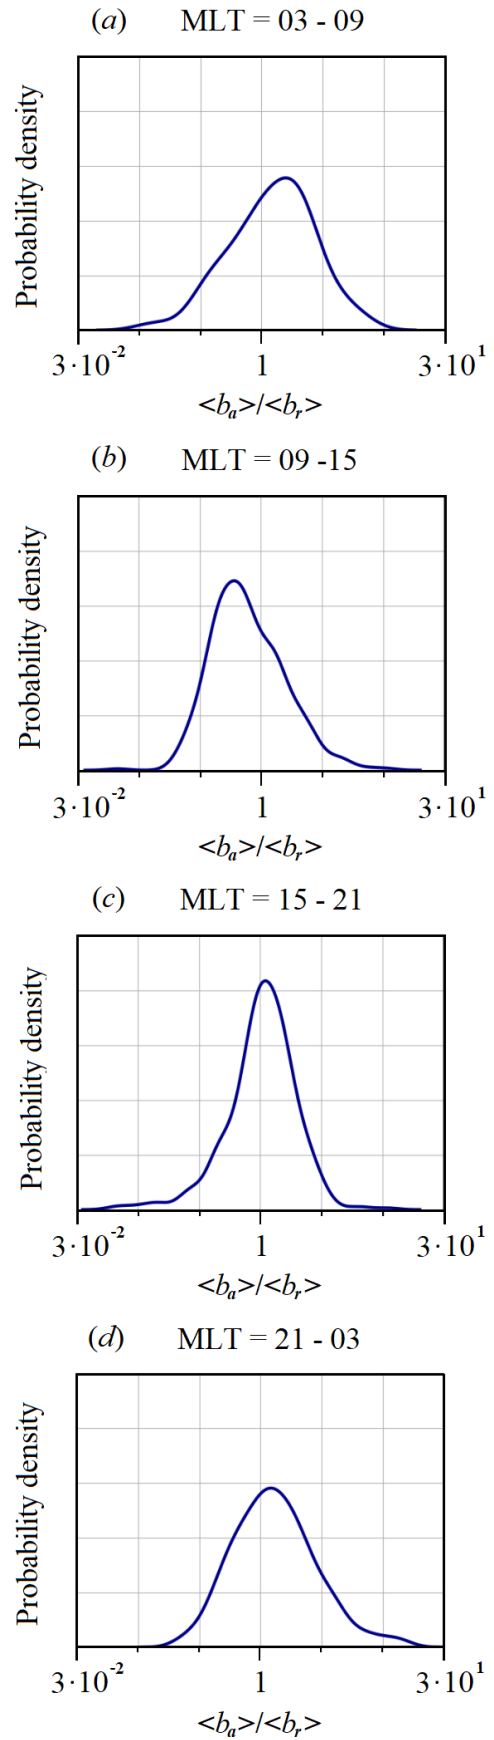 (a) MLT = 03 - 09
Probability density
3·10⁻² 1 3·10¹
<bₐ>/<bᵣ>
(b) MLT = 09 -15
Probability density
3·10⁻² 1 3·10¹
<bₐ>/<bᵣ>
(c) MLT = 15 - 21
Probability density
3·10⁻² 1 3·10¹
<bₐ>/<bᵣ>
(d) MLT = 21 - 03
Probability density
3·10⁻² 1 3·10¹
<bₐ>/<bᵣ>